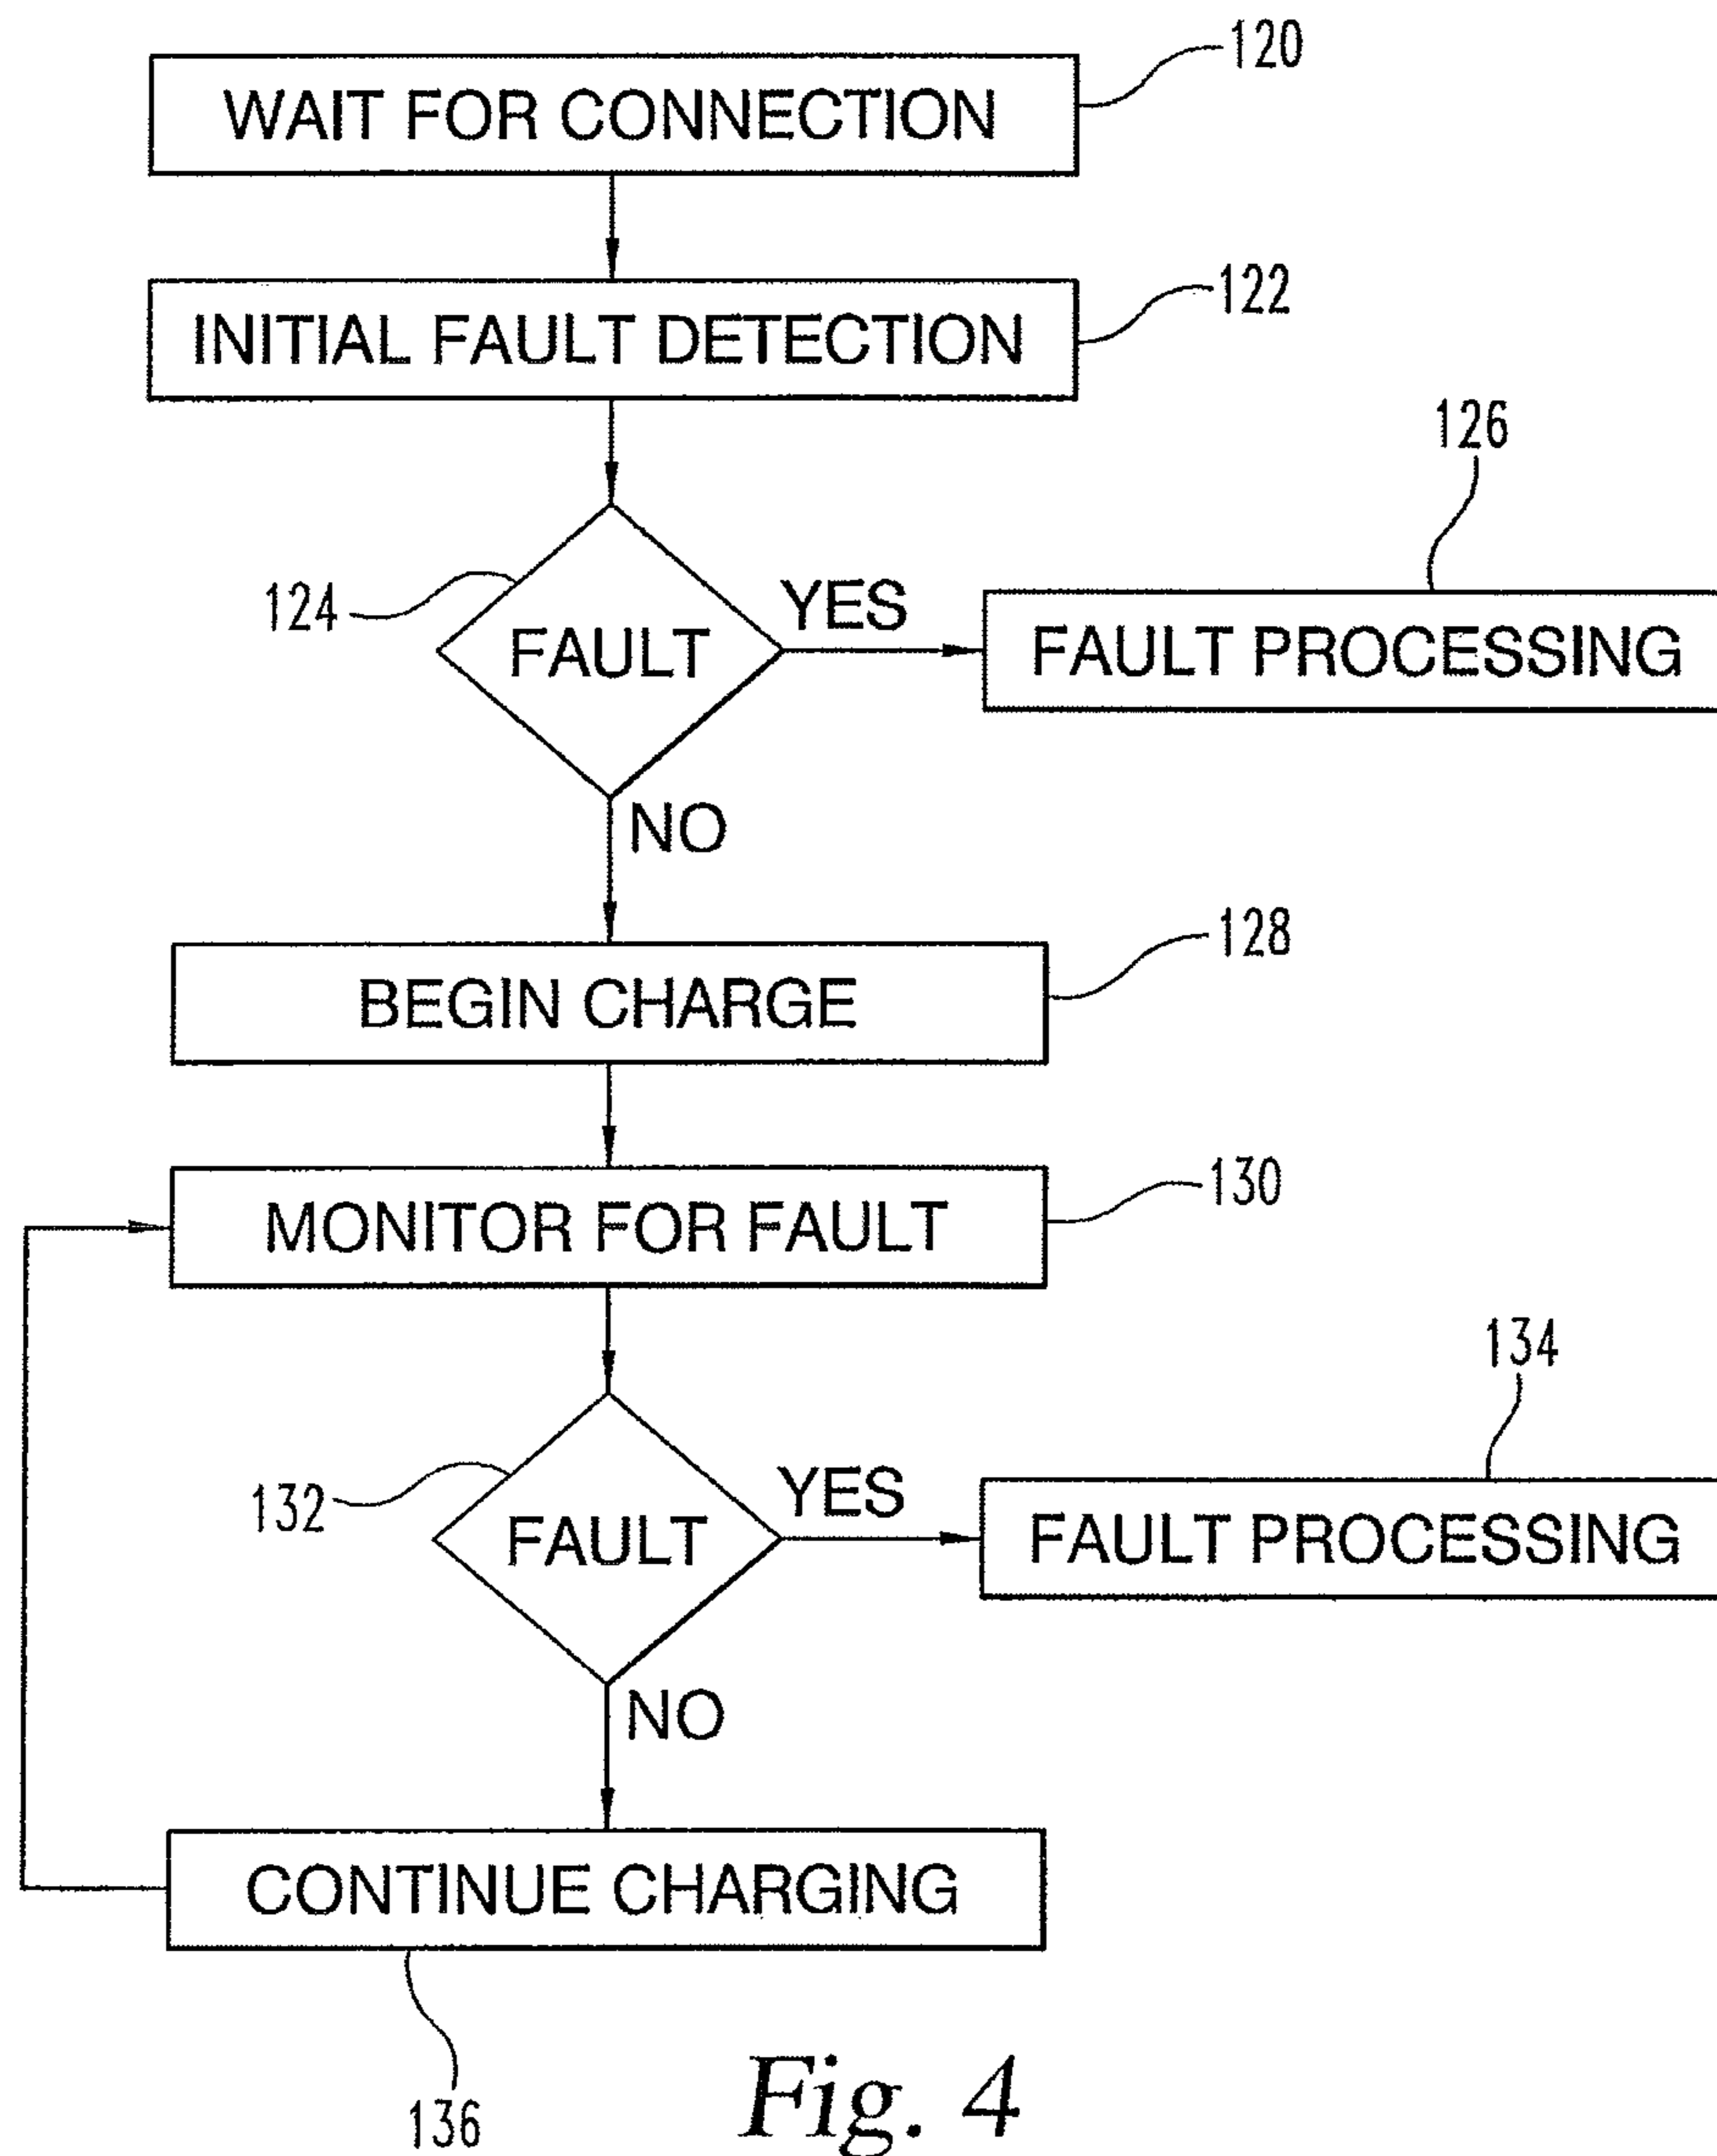 120
WAIT FOR CONNECTION
122
INITIAL FAULT DETECTION
126
124
YES
FAULT
FAULT PROCESSING
NO
128
BEGIN CHARGE
130
MONITOR FOR FAULT
134
132
YES
FAULT
FAULT PROCESSING
NO
CONTINUE CHARGING
136
Fig. 4